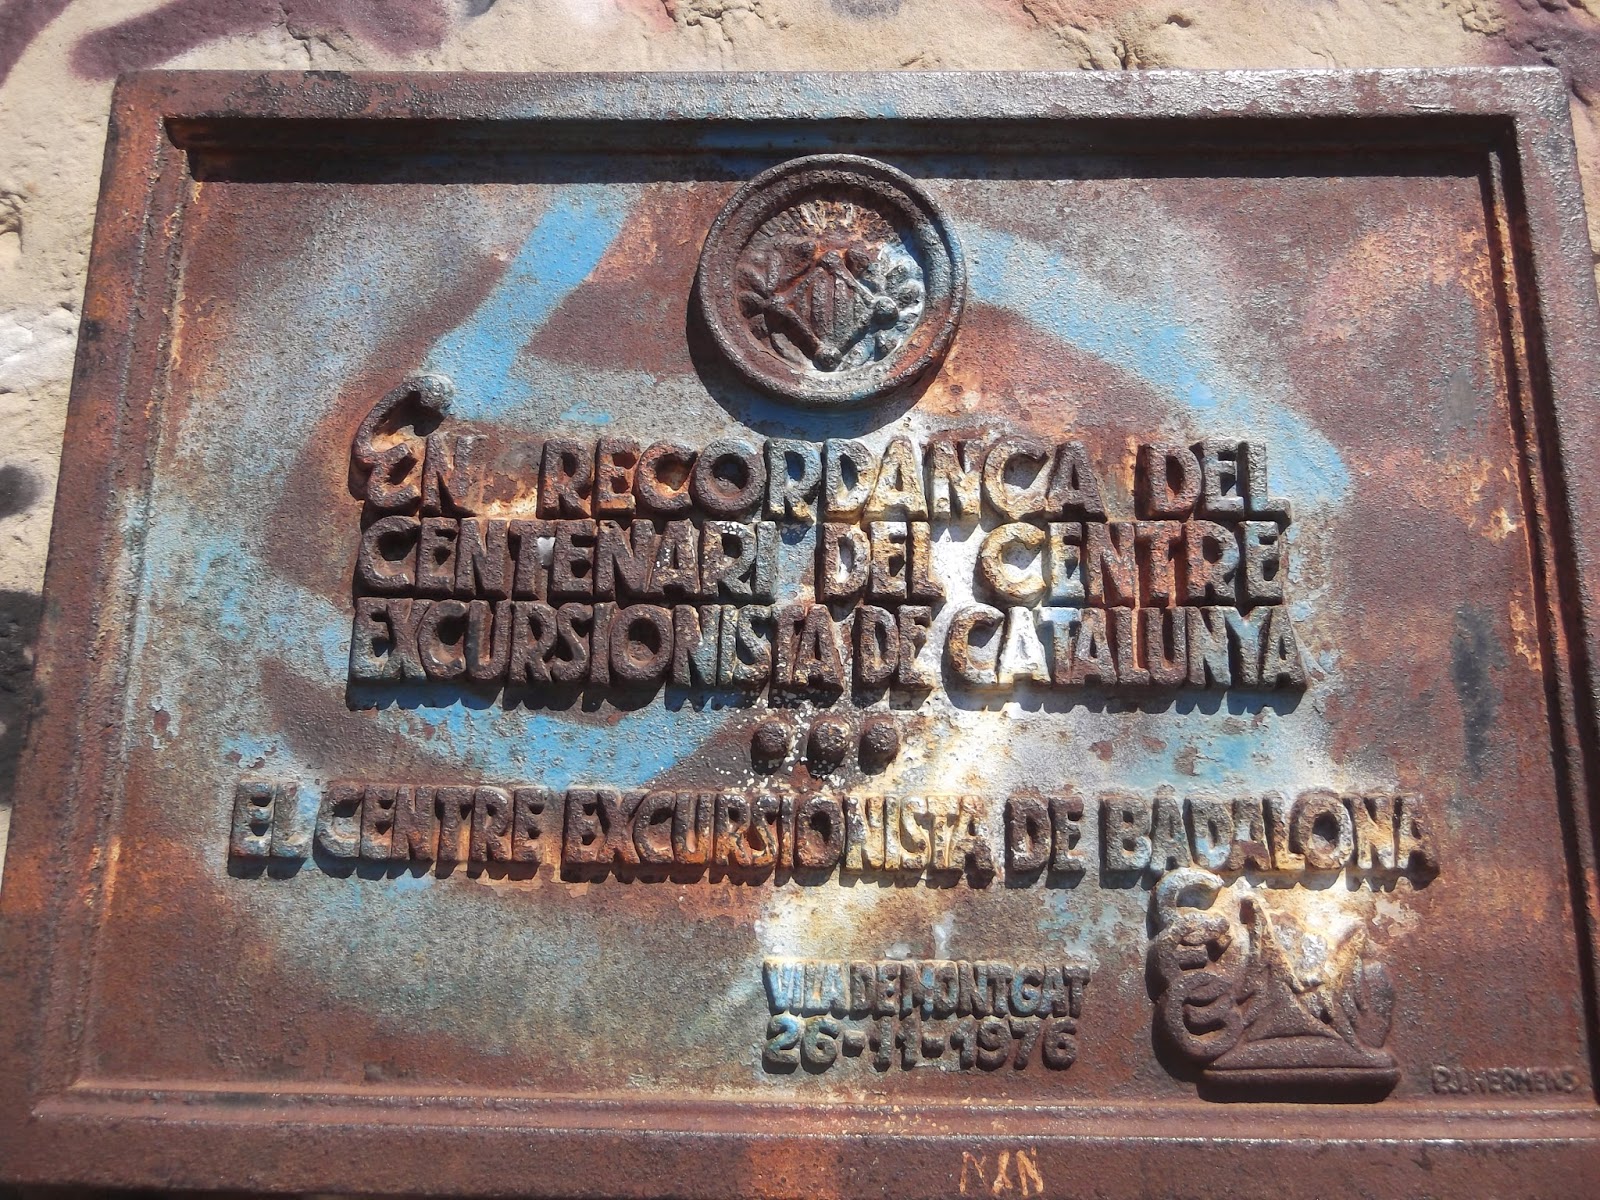 EN RECORDANÇA DEL
CENTENARI DEL CENTRE
EXCURSIONISTA DE CATALUNYA
EL CENTRE EXCURSIONISTA DE BADALONA
VILA DE MONTGAT
26-11-1976